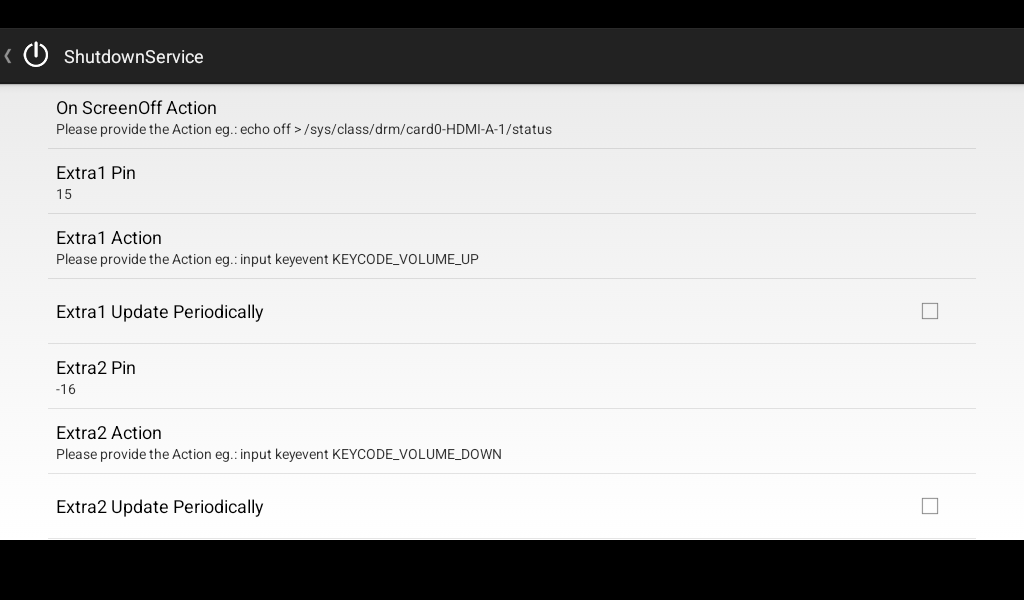 ShutdownService
On ScreenOff Action
Please provide the Action eg.: echo off > /sys/class/drm/card0-HDMI-A-1/status
Extra1 Pin
15
Extra1 Action
Please provide the Action eg.: input keyevent KEYCODE_VOLUME_UP
Extra1 Update Periodically
Extra2 Pin
-16
Extra2 Action
Please provide the Action eg.: input keyevent KEYCODE_VOLUME_DOWN
Extra2 Update Periodically